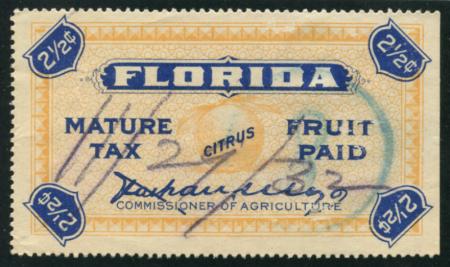 2½¢ 2½¢
FLORIDA
MATURE FRUIT
CITRUS
TAX PAID
COMMISSIONER OF AGRICULTURE
2½¢ 2½¢